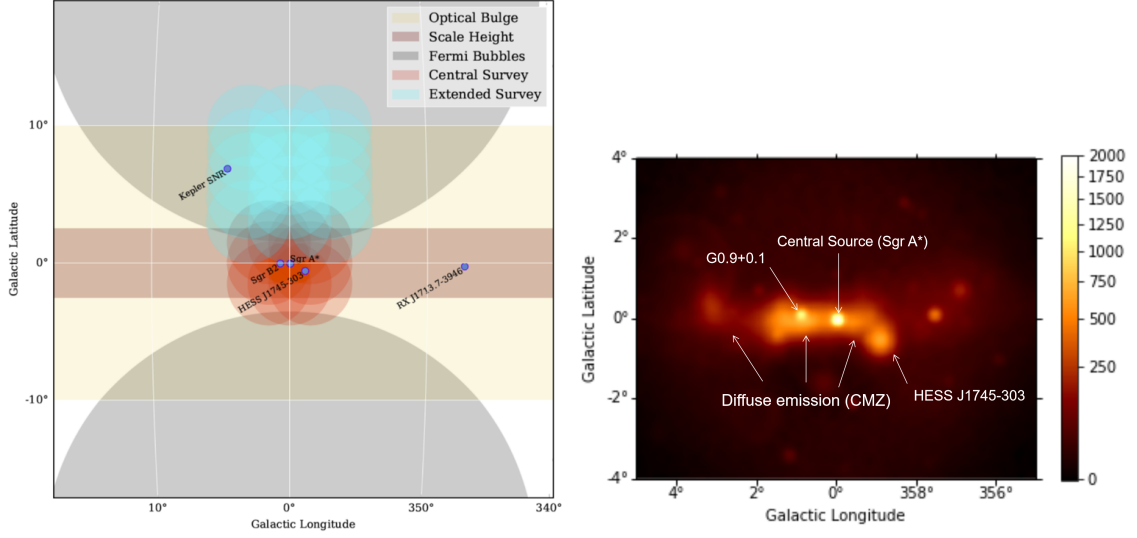 Optical Bulge
Scale Height
Fermi Bubbles
Central Survey
Extended Survey
10°
0°
-10°
Galactic Latitude
Kepler SNR
Sgr B2
Sgr A*
HESS J1745-303
RX J1713.7-3946
10°
0°
350°
340°
Galactic Longitude
4°
2°
0°
-2°
-4°
Galactic Latitude
Central Source (Sgr A*)
G0.9+0.1
Diffuse emission (CMZ)
HESS J1745-303
4°
2°
0°
358°
356°
Galactic Longitude
2000
1750
1500
1250
1000
750
500
250
0